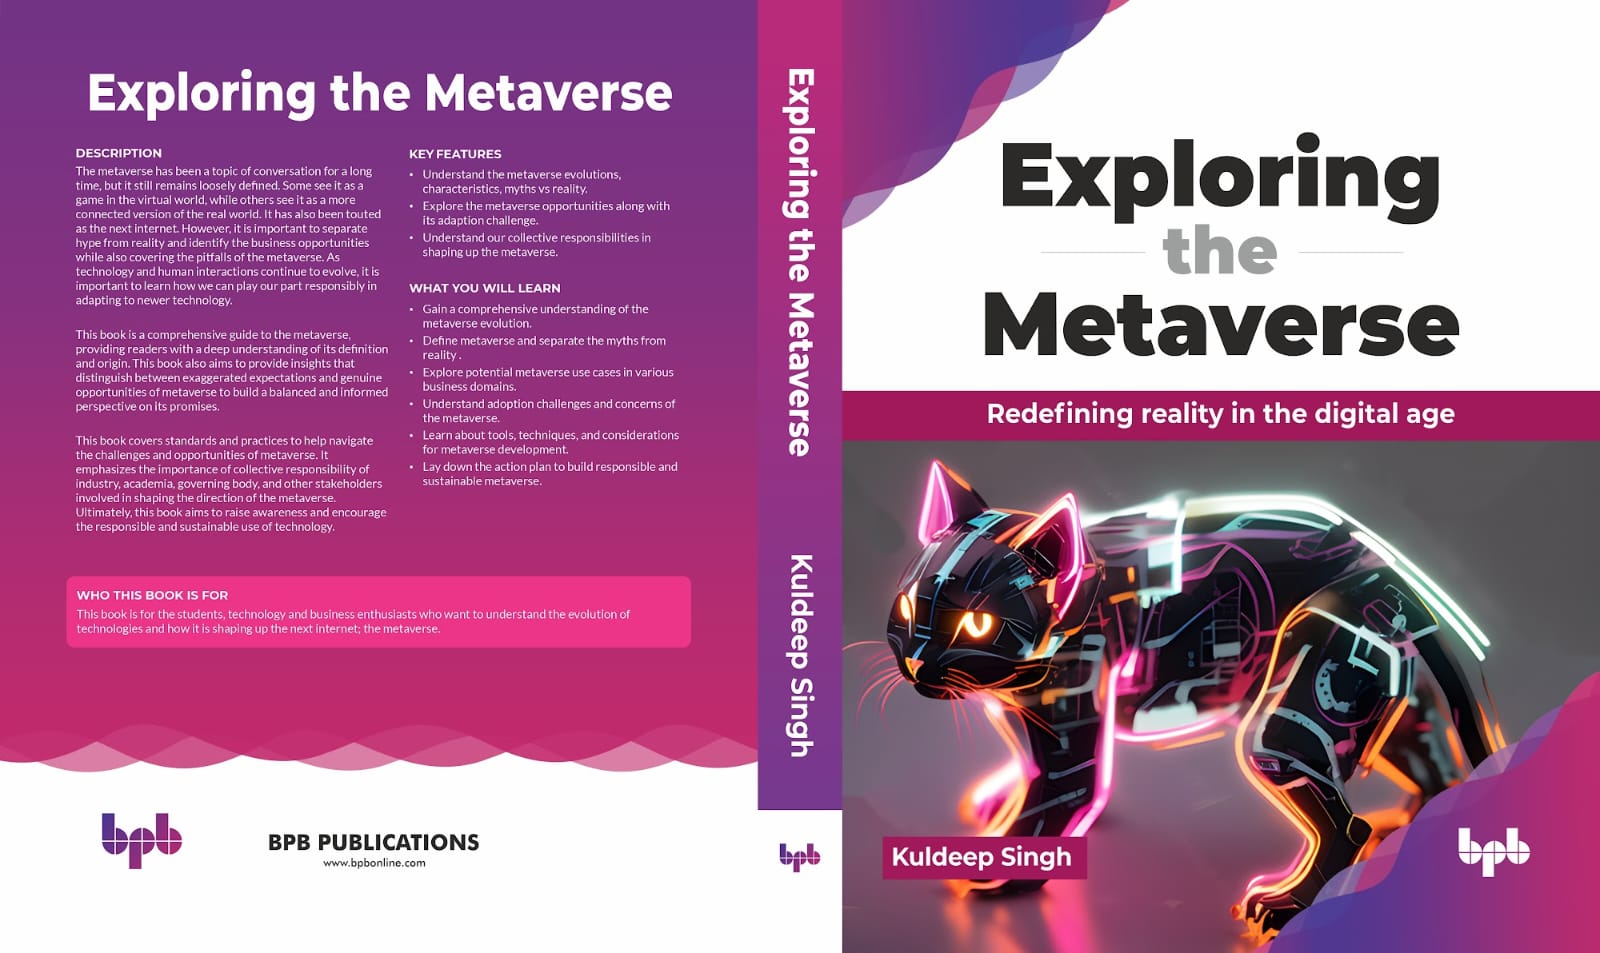 Exploring the Metaverse
DESCRIPTION
The metaverse has been a topic of conversation for a long
time, but it still remains loosely defined. Some see it as a
game in the virtual world, while others see it as a more
connected version of the real world. It has also been touted
as the next internet. However, it is important to separate
hype from reality and identify the business opportunities
while also covering the pitfalls of the metaverse. As
technology and human interactions continue to evolve, it is
important to learn how we can play our part responsibly in
adapting to newer technology.
This book is a comprehensive guide to the metaverse,
providing readers with a deep understanding of its definition
and origin. This book also aims to provide insights that
distinguish between exaggerated expectations and genuine
opportunities of metaverse to build a balanced and informed
perspective on its promises.
This book covers standards and practices to help navigate
the challenges and opportunities of metaverse. It
emphasizes the importance of collective responsibility of
industry, academia, governing body, and other stakeholders
involved in shaping the direction of the metaverse.
Ultimately, this book aims to raise awareness and encourage
the responsible and sustainable use of technology.
KEY FEATURES
• Understand the metaverse evolutions,
characteristics, myths vs reality.
• Explore the metaverse opportunities along with
its adaption challenge.
• Understand our collective responsibilities in
shaping up the metaverse.
WHAT YOU WILL LEARN
• Gain a comprehensive understanding of the
metaverse evolution.
• Define metaverse and separate the myths from
reality .
• Explore potential metaverse use cases in various
business domains.
• Understand adoption challenges and concerns of
the metaverse.
• Learn about tools, techniques, and considerations
for metaverse development.
• Lay down the action plan to build responsible and
sustainable metaverse.
WHO THIS BOOK IS FOR
This book is for the students, technology and business enthusiasts who want to understand the evolution of
technologies and how it is shaping up the next internet; the metaverse.
bpb
BPB PUBLICATIONS
www.bpbonline.com
Exploring the Metaverse
Kuldeep Singh
bpb
Exploring
the
Metaverse
Redefining reality in the digital age
Kuldeep Singh
bpb